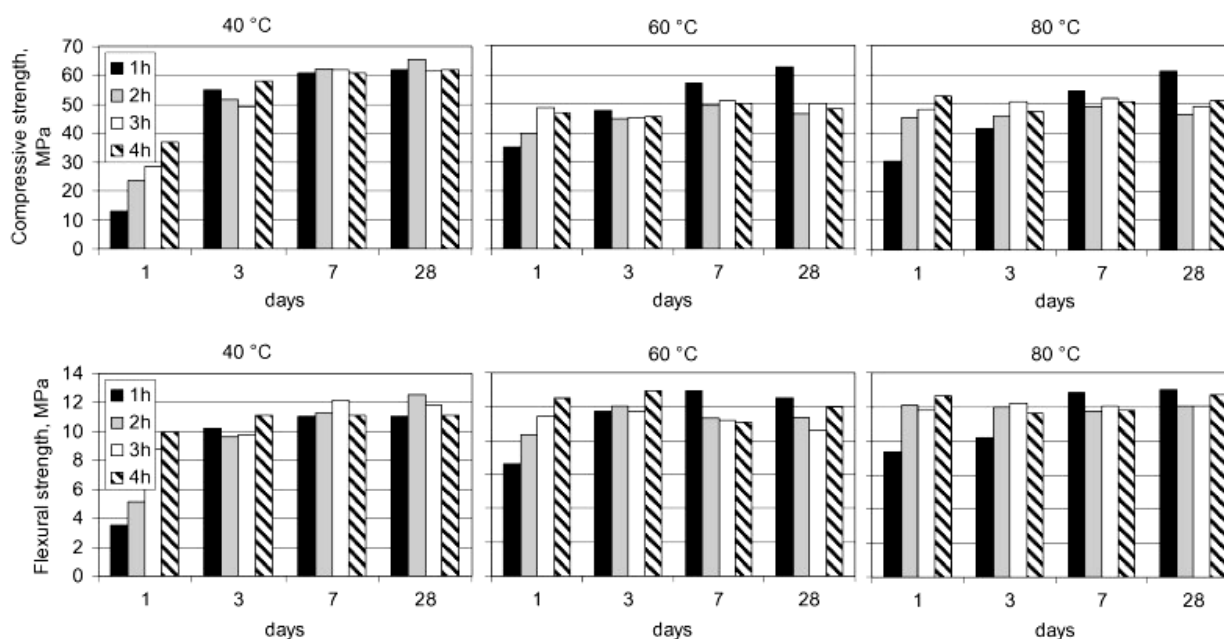 40 °C
60 °C
80 °C
Compressive strength, MPa
70
60
50
40
30
20
10
0
1h
2h
3h
4h
1 3 7 28
days
1 3 7 28
days
1 3 7 28
days
40 °C
60 °C
80 °C
Flexural strength, MPa
14
12
10
8
6
4
2
0
1h
2h
3h
4h
1 3 7 28
days
1 3 7 28
days
1 3 7 28
days